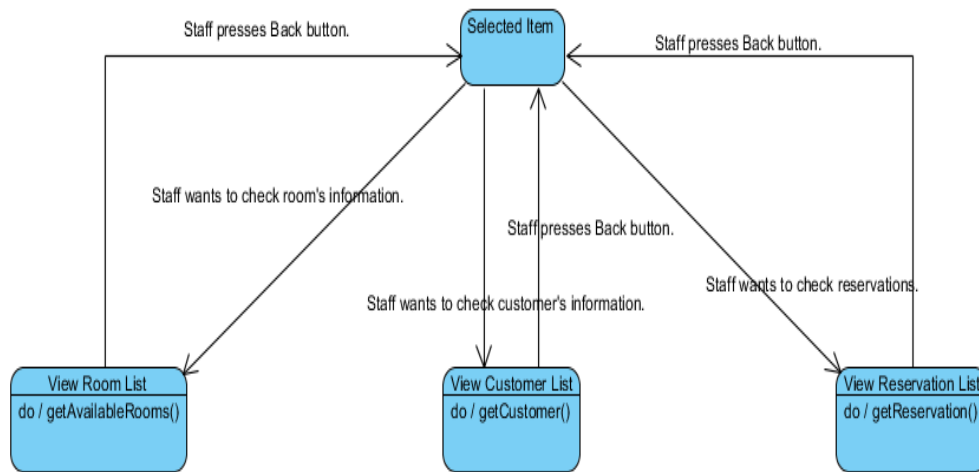 Staff presses Back button.
Selected Item
Staff presses Back button.
Staff wants to check room's information.
Staff presses Back button.
Staff wants to check reservations.
Staff wants to check customer's information.
View Room List
do / getAvailableRooms()
View Customer List
do / getCustomer()
View Reservation List
do / getReservation()